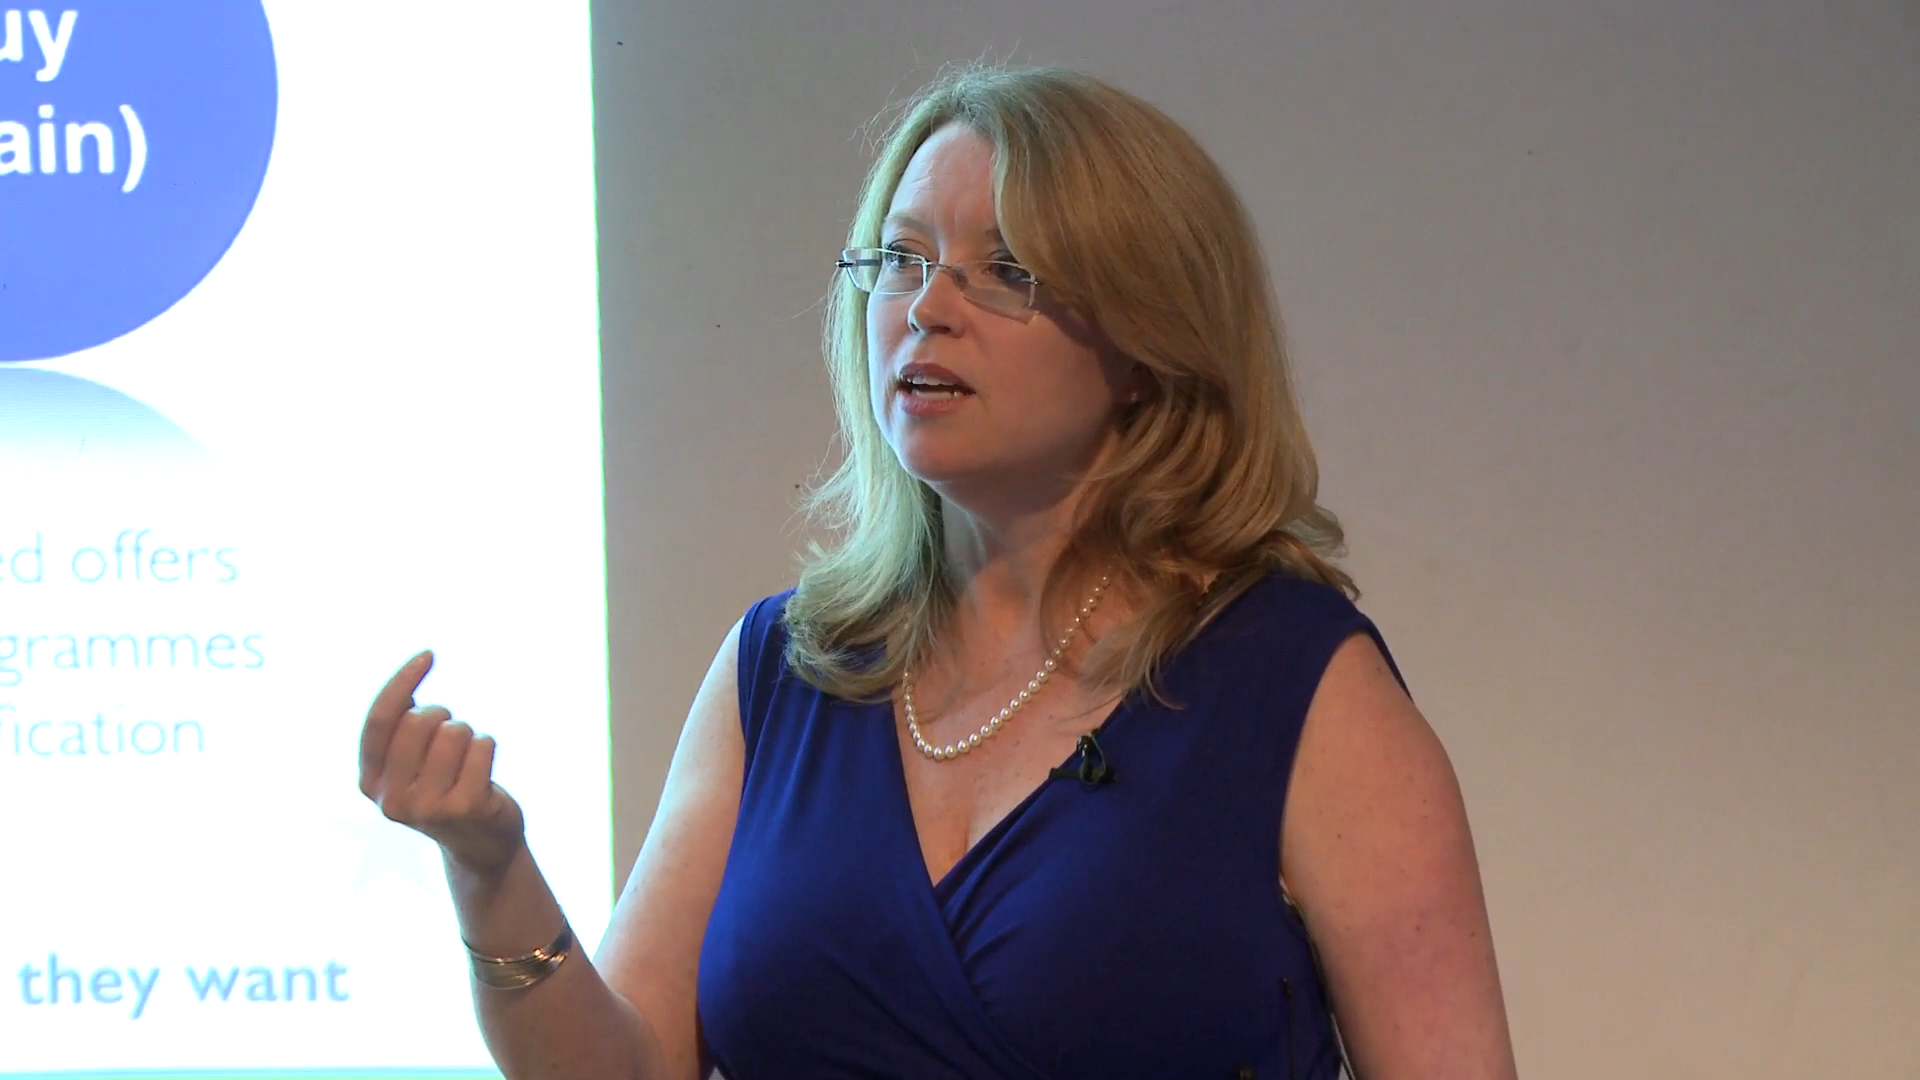 uy
ain)
ed offers
grammes
fication
they want